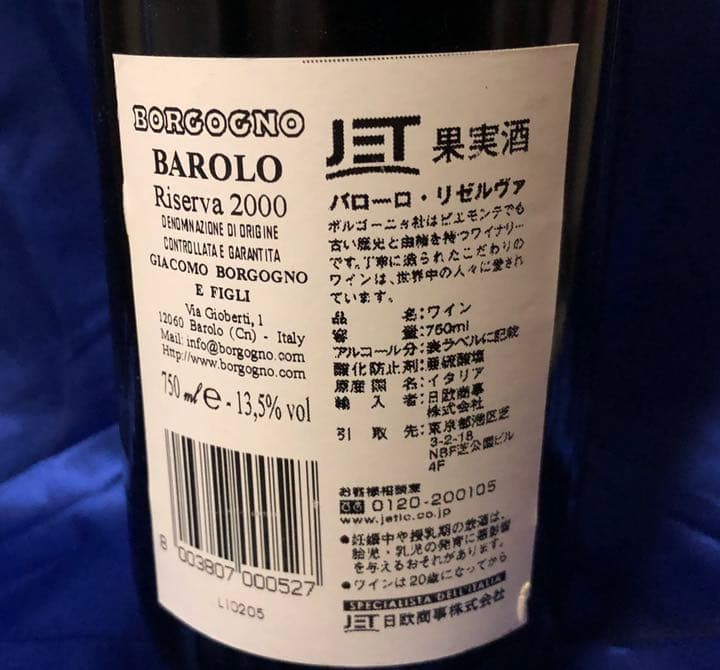 BORGOGNO
BAROLO
Riserva 2000
DENOMINAZIONE DI ORIGINE
CONTROLLATA E GARANTITA
GIACOMO BORGOGNO
E FIGLI
Via Gioberti, 1
12060 Barolo (Cn) - Italy
Mail: info@borgogno.com
Http://www.borgogno.com
750 ml e - 13,5% vol
8 003807 000527
L10205
JET 果実酒
バローロ・リゼルヴァ
ボルゴーニョ社はピエモンテでも
古い歴史と由緒を持つワイナリー
です。丁寧に造られたこだわりの
ワインは、世界中の人々に愛され
ています。
品名:ワイン
容量:750ml
アルコール分:表ラベルに記載
酸化防止剤:亜硫酸塩
原産国名:イタリア
輸入者:日欧商事
株式会社
引取先:東京都港区芝
3-2-18
NBF芝公園ビル
4F
お客様相談室
0120-200105
www.jetlc.co.jp
●妊娠中や授乳期の飲酒は、
胎児・乳児の発育に悪影響
を与えるおそれがあります。
●ワインは20歳になってから
SPECIALISTA DELL'ITALIA
JET 日欧商事株式会社